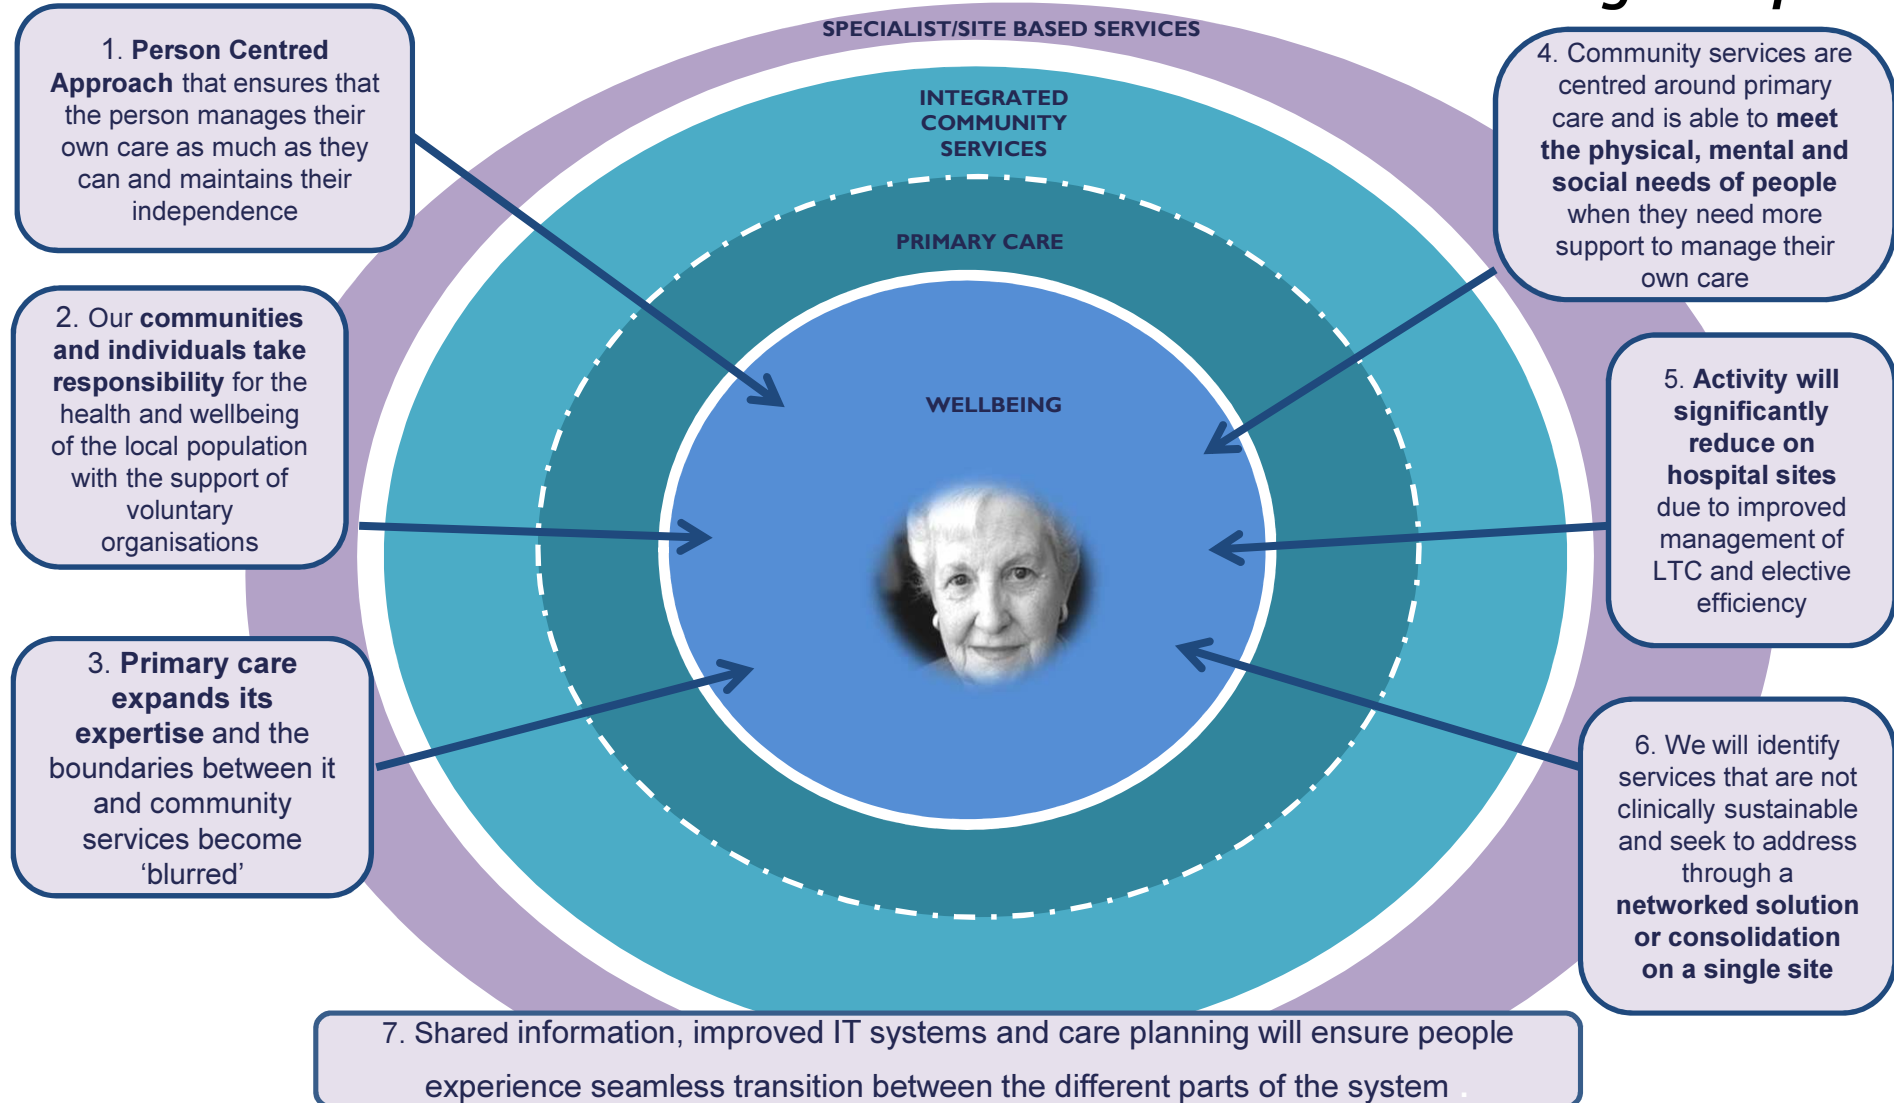 SPECIALIST/SITE BASED SERVICES
INTEGRATED
COMMUNITY
SERVICES
PRIMARY CARE
WELLBEING
1. Person Centred
Approach that ensures that
the person manages their
own care as much as they
can and maintains their
independence
2. Our communities
and individuals take
responsibility for the
health and wellbeing
of the local population
with the support of
voluntary
organisations
3. Primary care
expands its
expertise and the
boundaries between it
and community
services become
‘blurred’
4. Community services are
centred around primary
care and is able to meet
the physical, mental and
social needs of people
when they need more
support to manage their
own care
5. Activity will
significantly
reduce on
hospital sites
due to improved
management of
LTC and elective
efficiency
6. We will identify
services that are not
clinically sustainable
and seek to address
through a
networked solution
or consolidation
on a single site
7. Shared information, improved IT systems and care planning will ensure people
experience seamless transition between the different parts of the system .